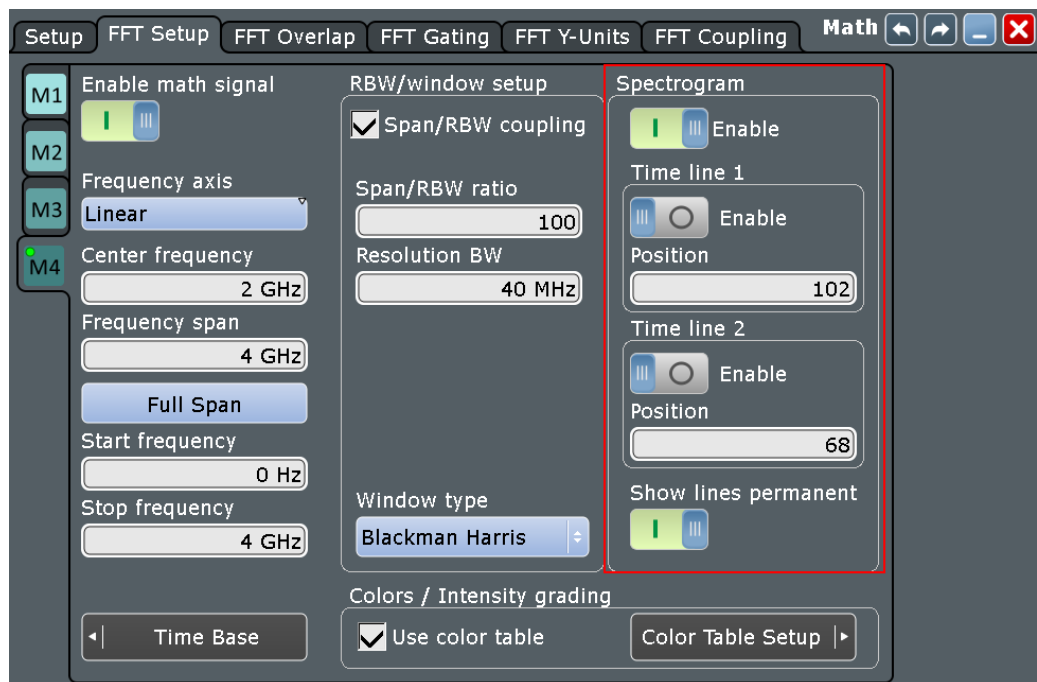 Setup FFT Setup FFT Overlap FFT Gating FFT Y-Units FFT Coupling Math
M1
M2
M3
M4
Enable math signal
Frequency axis
Linear
Center frequency
2 GHz
Frequency span
4 GHz
Full Span
Start frequency
0 Hz
Stop frequency
4 GHz
Time Base
RBW/window setup
Span/RBW coupling
Span/RBW ratio
100
Resolution BW
40 MHz
Window type
Blackman Harris
Spectrogram
Enable
Time line 1
Enable
Position
102
Time line 2
Enable
Position
68
Show lines permanent
Colors / Intensity grading
Use color table
Color Table Setup